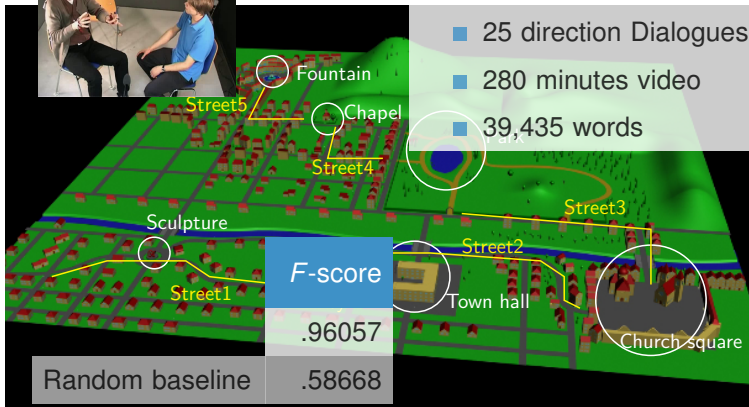 25 direction Dialogues
280 minutes video
39,435 words
Fountain
Street5
Chapel
Street4
Park
Street3
Sculpture
Street2
Street1
Town hall
Church square
F-score
.96057
Random baseline .58668